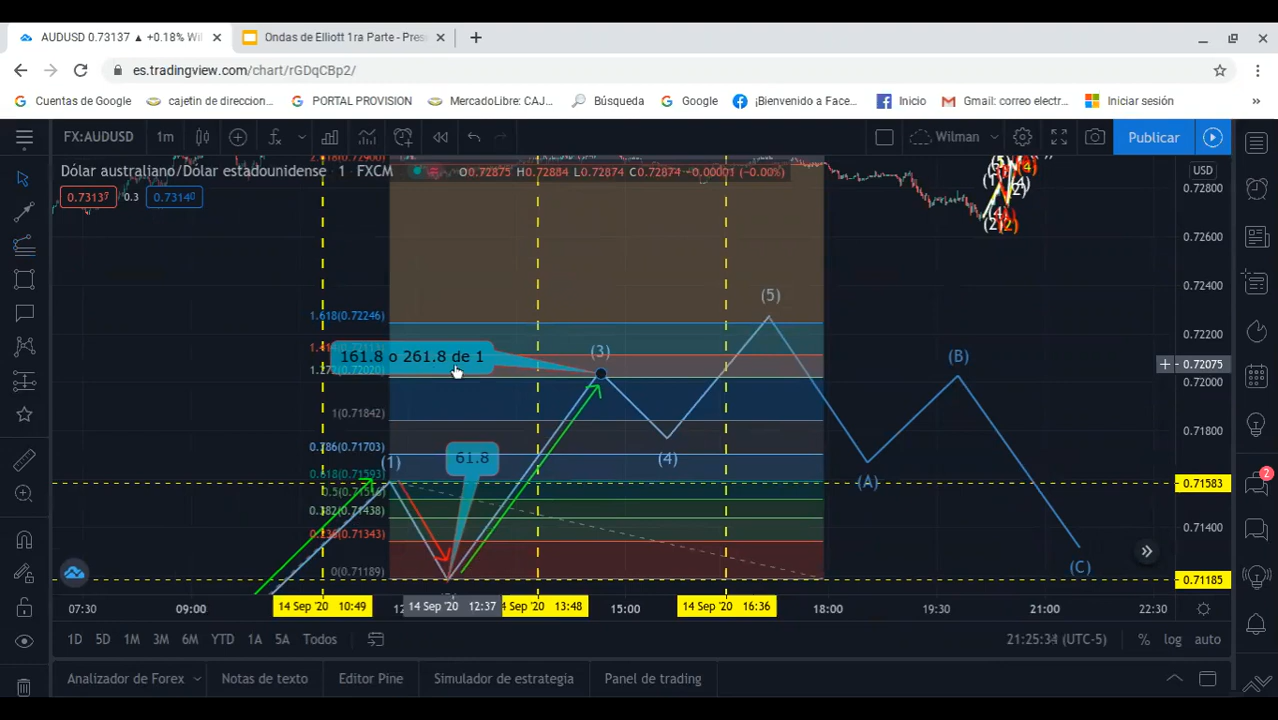 AUDUSD 0.73137 ▲ +0.18% Wil
Ondas de Elliott 1ra Parte - Pres
es.tradingview.com/chart/rGDqCBp2/
Cuentas de Google
cajetin de direccion...
PORTAL PROVISION
MercadoLibre: CAJ...
Búsqueda
Google
¡Bienvenido a Face...
Inicio
Gmail: correo electr...
Iniciar sesión
FX:AUDUSD
1m
Wilman
Publicar
Dólar australiano/Dólar estadounidense • 1 • FXCM
O0.72875 H0.72884 L0.72874 C0.72874 -0.00001 (-0.00%)
0.73137
0.3
0.73140
USD
0.72800
0.72600
0.72400
0.72200
0.72075
0.72000
0.71800
0.71583
0.71400
0.71185
1.618(0.72246)
161.8 o 261.8 de 1
1(0.71842)
0.786(0.71703)
0.618(0.71593)
0.382(0.71438)
0(0.71189)
61.8
(1)
(3)
(4)
(5)
(A)
(B)
(C)
07:30
09:00
14 Sep '20 10:49
14 Sep '20 12:37
Sep '20 13:48
15:00
14 Sep '20 16:36
18:00
19:30
21:00
22:30
1D
5D
1M
3M
6M
YTD
1A
5A
Todos
21:25:34 (UTC-5)
%
log
auto
Analizador de Forex
Notas de texto
Editor Pine
Simulador de estrategia
Panel de trading
2